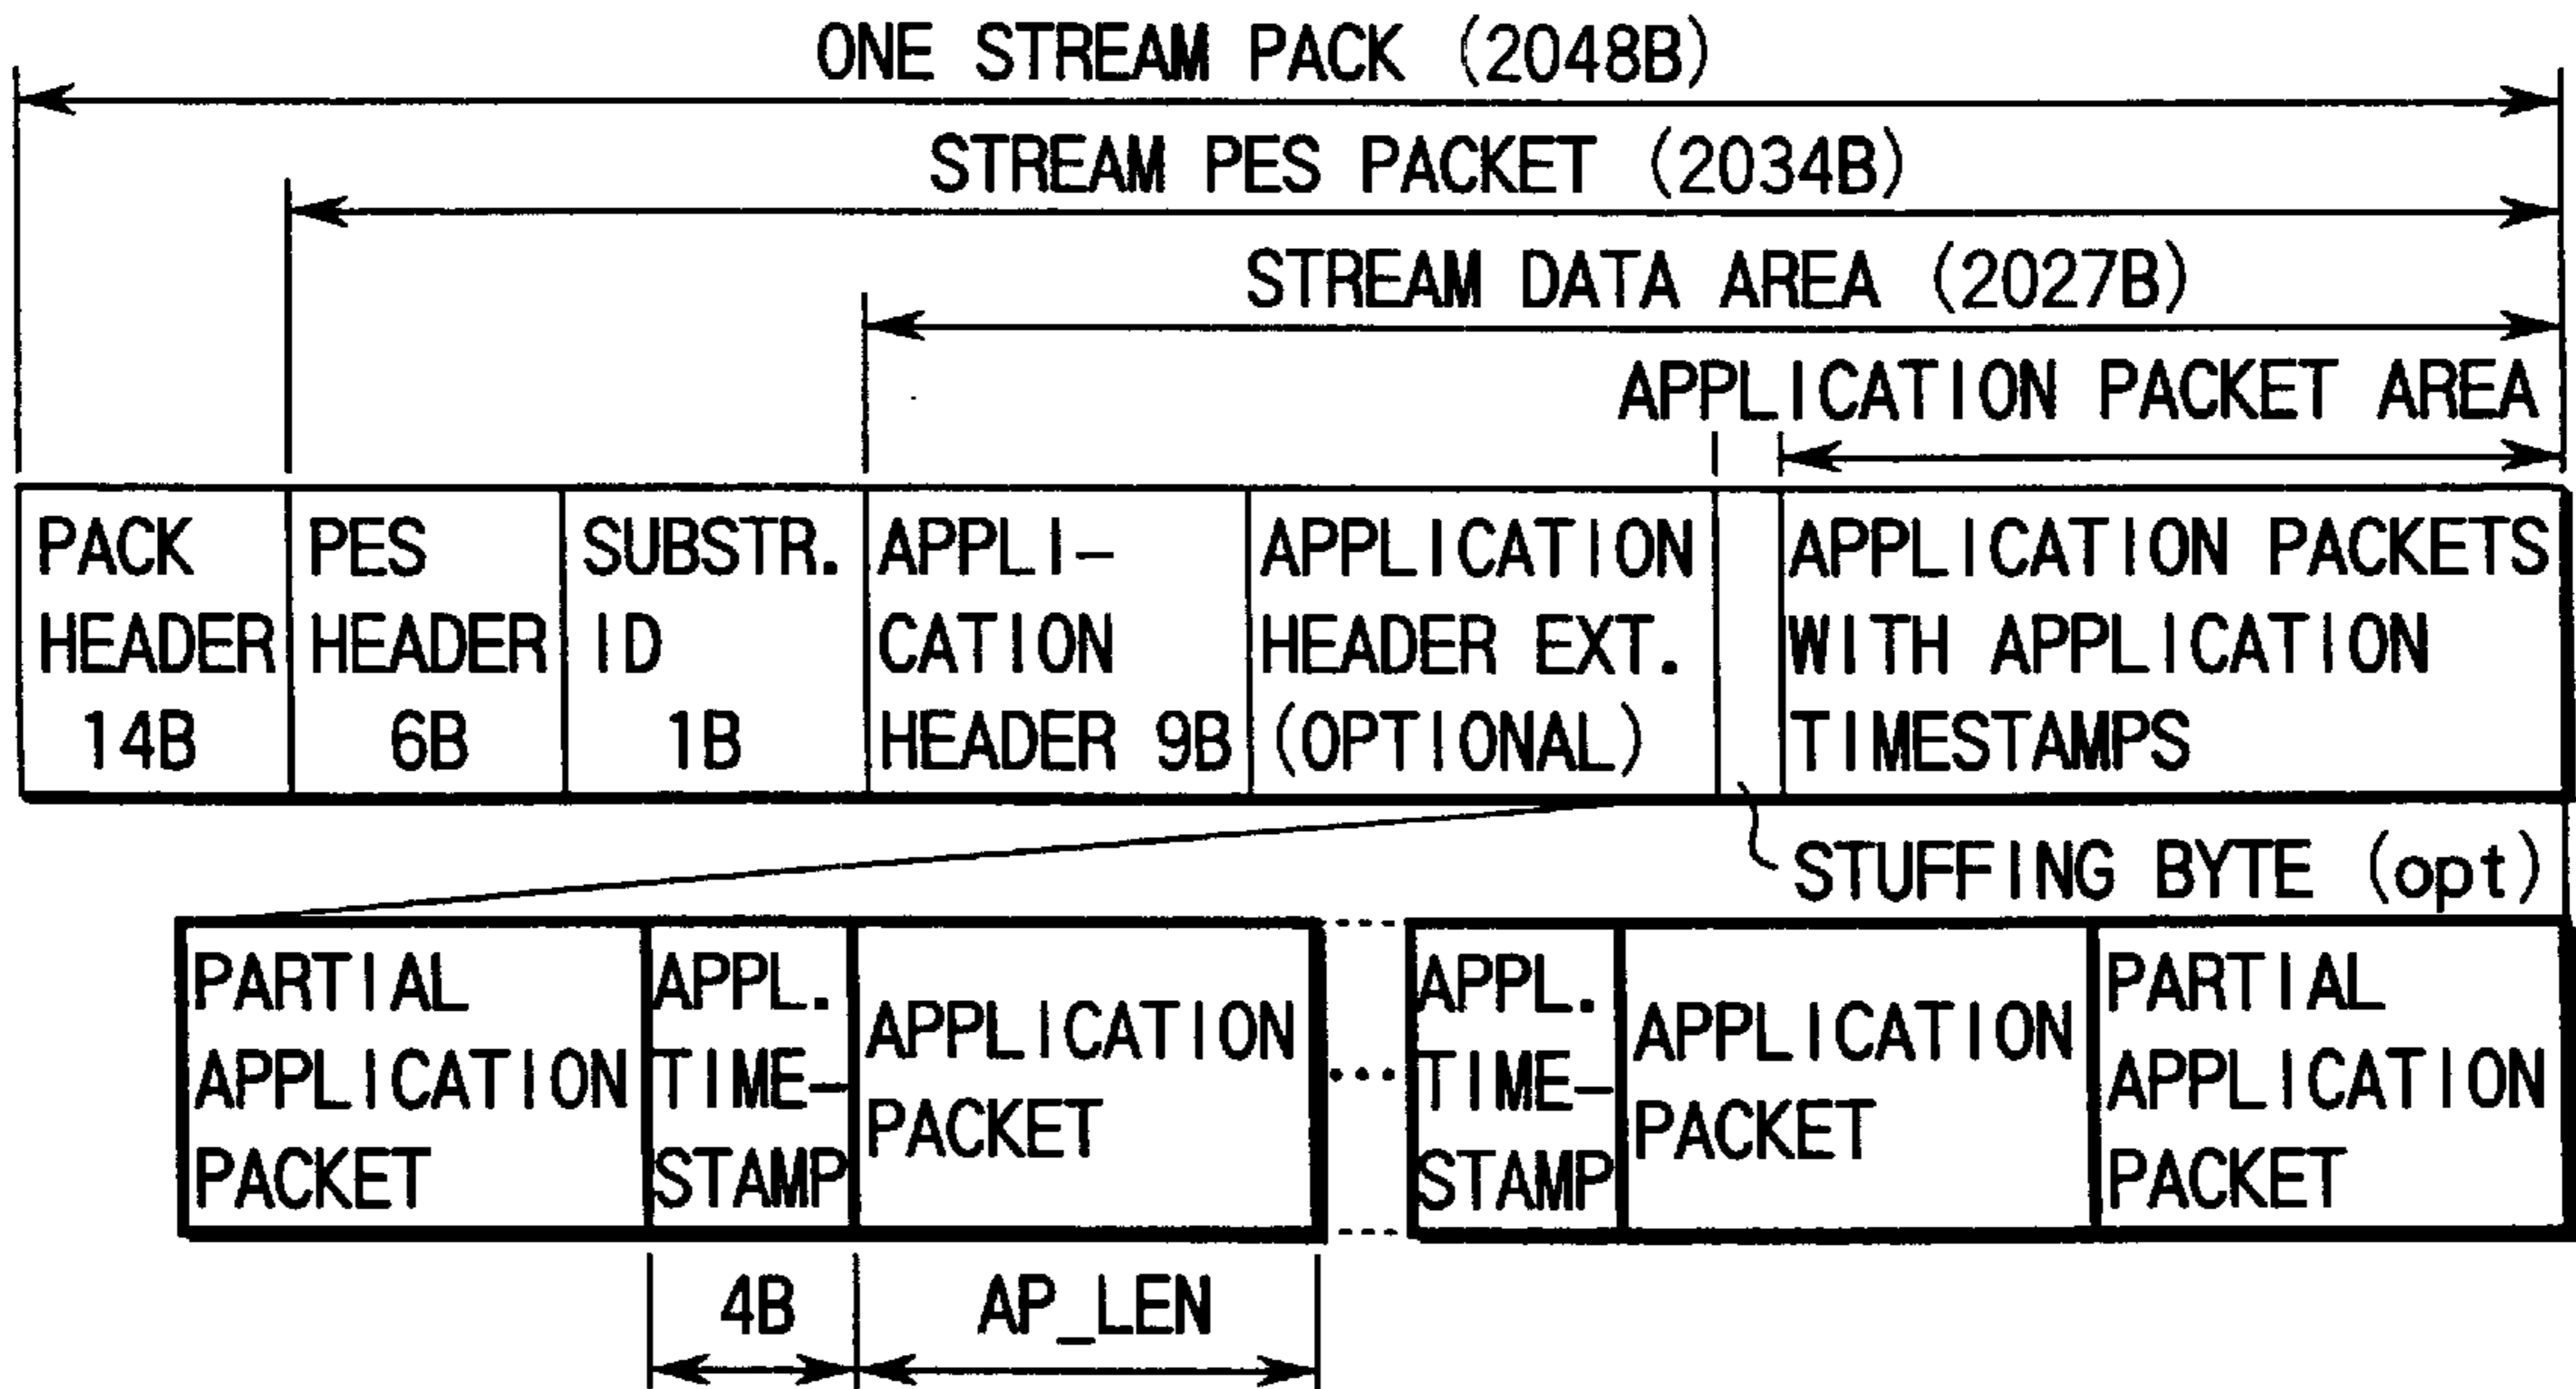 ONE STREAM PACK (2048B)
STREAM PES PACKET (2034B)
STREAM DATA AREA (2027B)
APPLICATION PACKET AREA
PACK
HEADER
14B
PES
HEADER
6B
SUBSTR.
ID
1B
APPLI-
CATION
HEADER 9B
APPLICATION
HEADER EXT.
(OPTIONAL)
APPLICATION PACKETS
WITH APPLICATION
TIMESTAMPS
STUFFING BYTE (opt)
PARTIAL
APPLICATION
PACKET
APPL.
TIME-
STAMP
APPLICATION
PACKET
...
APPL.
TIME-
STAMP
APPLICATION
PACKET
PARTIAL
APPLICATION
PACKET
4B
AP_LEN